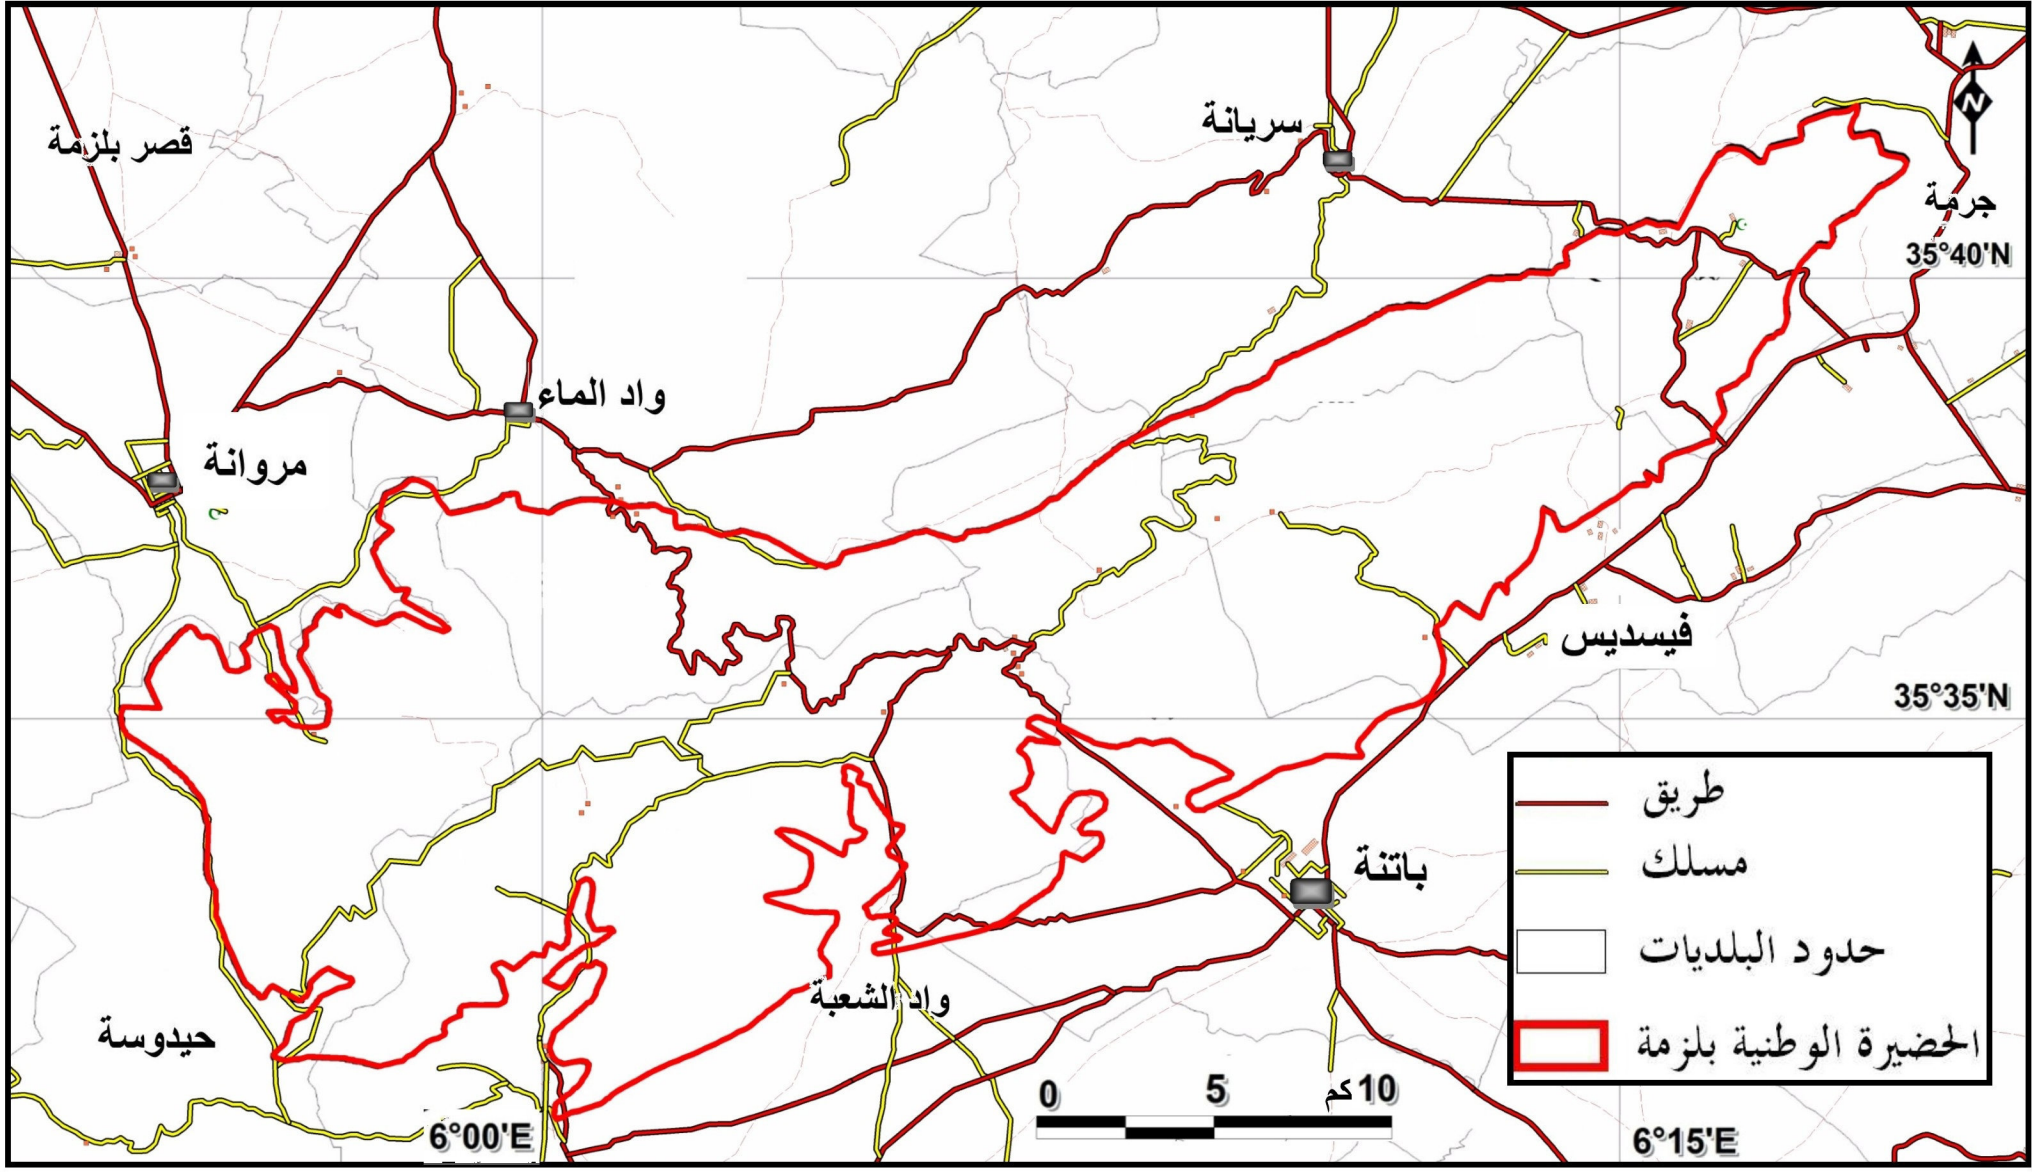 N
سريانة
قصر بلزمة
جرمة
35°40'N
واد الماء
مروانة
فيسديس
35°35'N
طريق
مسلك
باتنة
حدود البلديات
واد الشعبة
حيدوسة
الحضيرة الوطنية بلزمة
0 5 10 كم
6°00'E
6°15'E